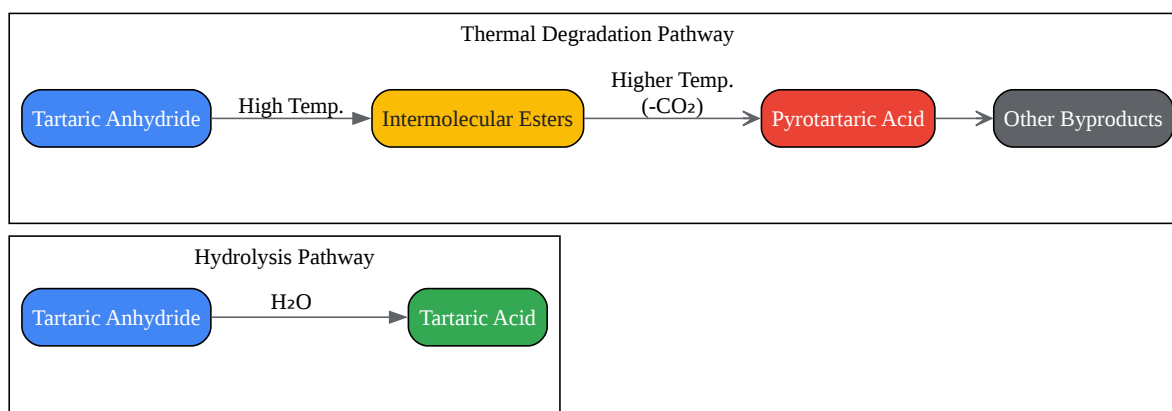 Thermal Degradation Pathway
Tartaric Anhydride
High Temp.
Intermolecular Esters
Higher Temp.
(-CO₂)
Pyrotartaric Acid
Other Byproducts
Hydrolysis Pathway
Tartaric Anhydride
H₂O
Tartaric Acid